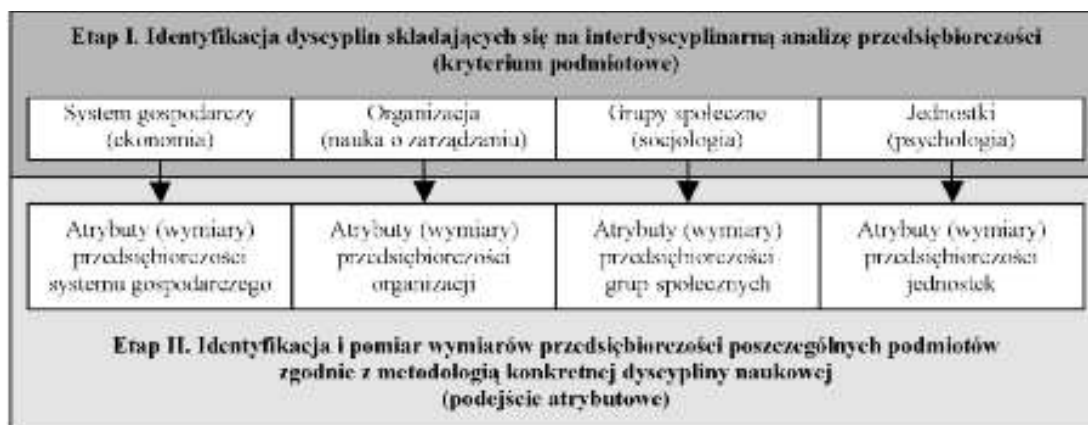 Etap I. Identyfikacja dyscyplin składających się na interdyscyplinarną analizę przedsiębiorczości
(kryterium podmiotowe)
System gospodarczy
(ekonomia)
Organizacja
(nauka o zarządzaniu)
Grupy społeczne
(socjologia)
Jednostki
(psychologia)
Atrybuty (wymiary)
przedsiębiorczości
systemu gospodarczego
Atrybuty (wymiary)
przedsiębiorczości
organizacji
Atrybuty (wymiary)
przedsiębiorczości
grup społecznych
Atrybuty (wymiary)
przedsiębiorczości
jednostek
Etap II. Identyfikacja i pomiar wymiarów przedsiębiorczości poszczególnych podmiotów
zgodnie z metodologią konkretnej dyscypliny naukowej
(podejście atrybutowe)